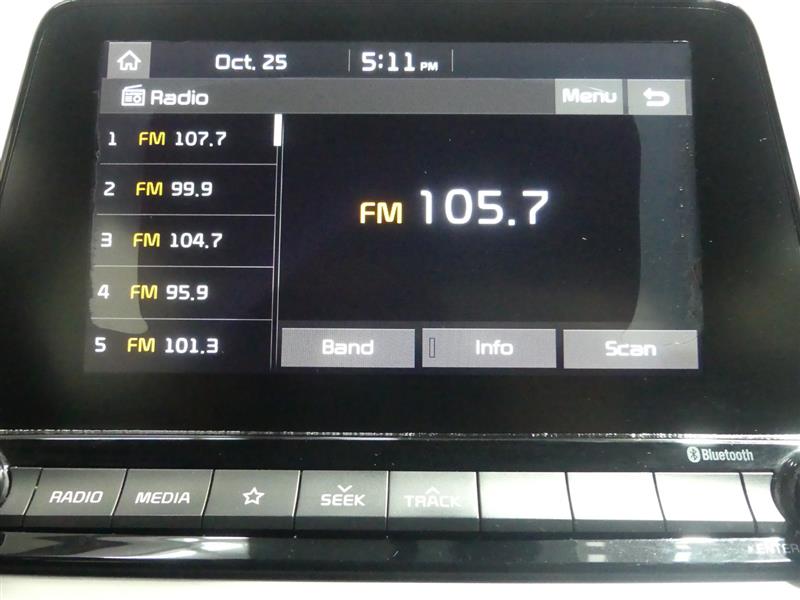 Oct. 25 5:11 PM
Radio Menu
1 FM 107.7
2 FM 99.9
3 FM 104.7
4 FM 95.9
5 FM 101.3
FM 105.7
Band Info Scan
Bluetooth
RADIO MEDIA SEEK TRACK
ENTER